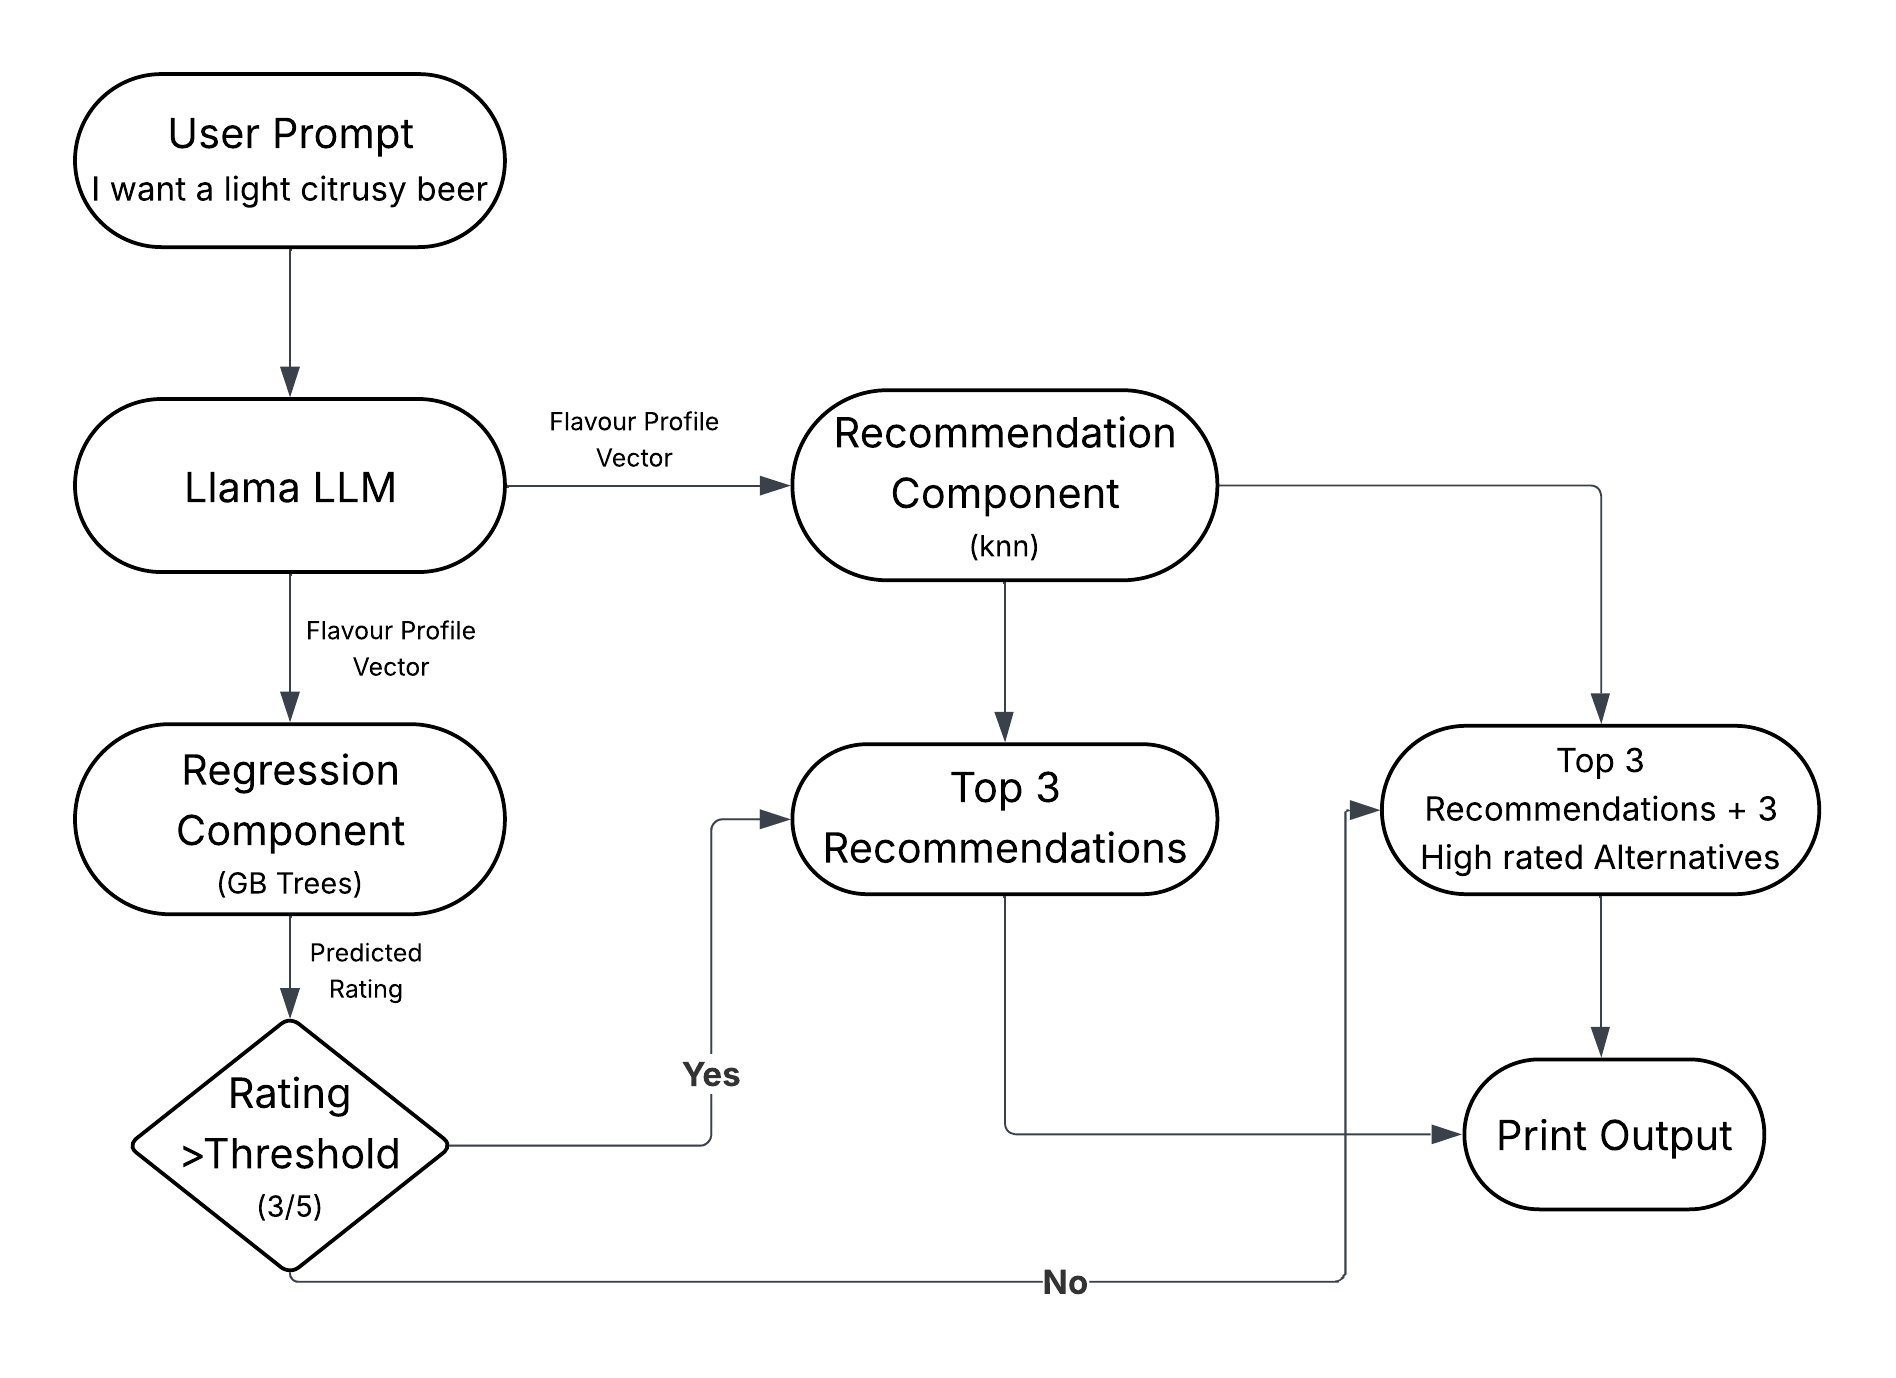 User Prompt
I want a light citrusy beer
Llama LLM
Flavour Profile
Vector
Recommendation
Component
(knn)
Flavour Profile
Vector
Regression
Component
(GB Trees)
Top 3
Recommendations
Top 3
Recommendations + 3
High rated Alternatives
Predicted
Rating
Rating
>Threshold
(3/5)
Yes
Print Output
No